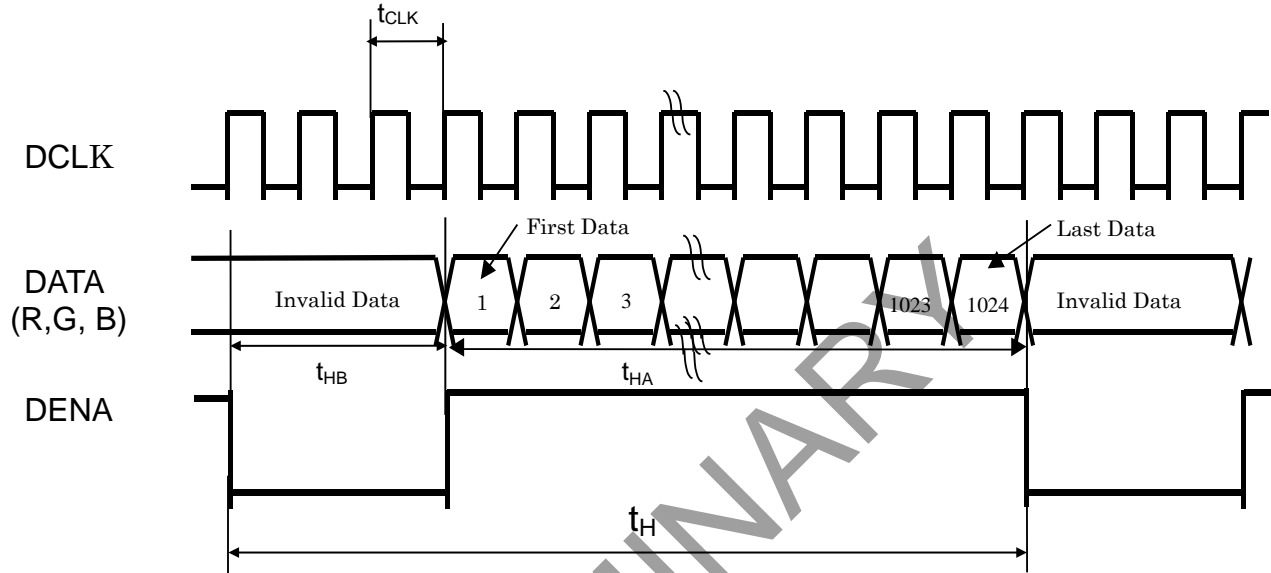 tCLK
DCLK
First Data
Last Data
DATA
(R,G, B)
Invalid Data
1
2
3
1023
1024
Invalid Data
tHB
tHA
DENA
tH
INARY